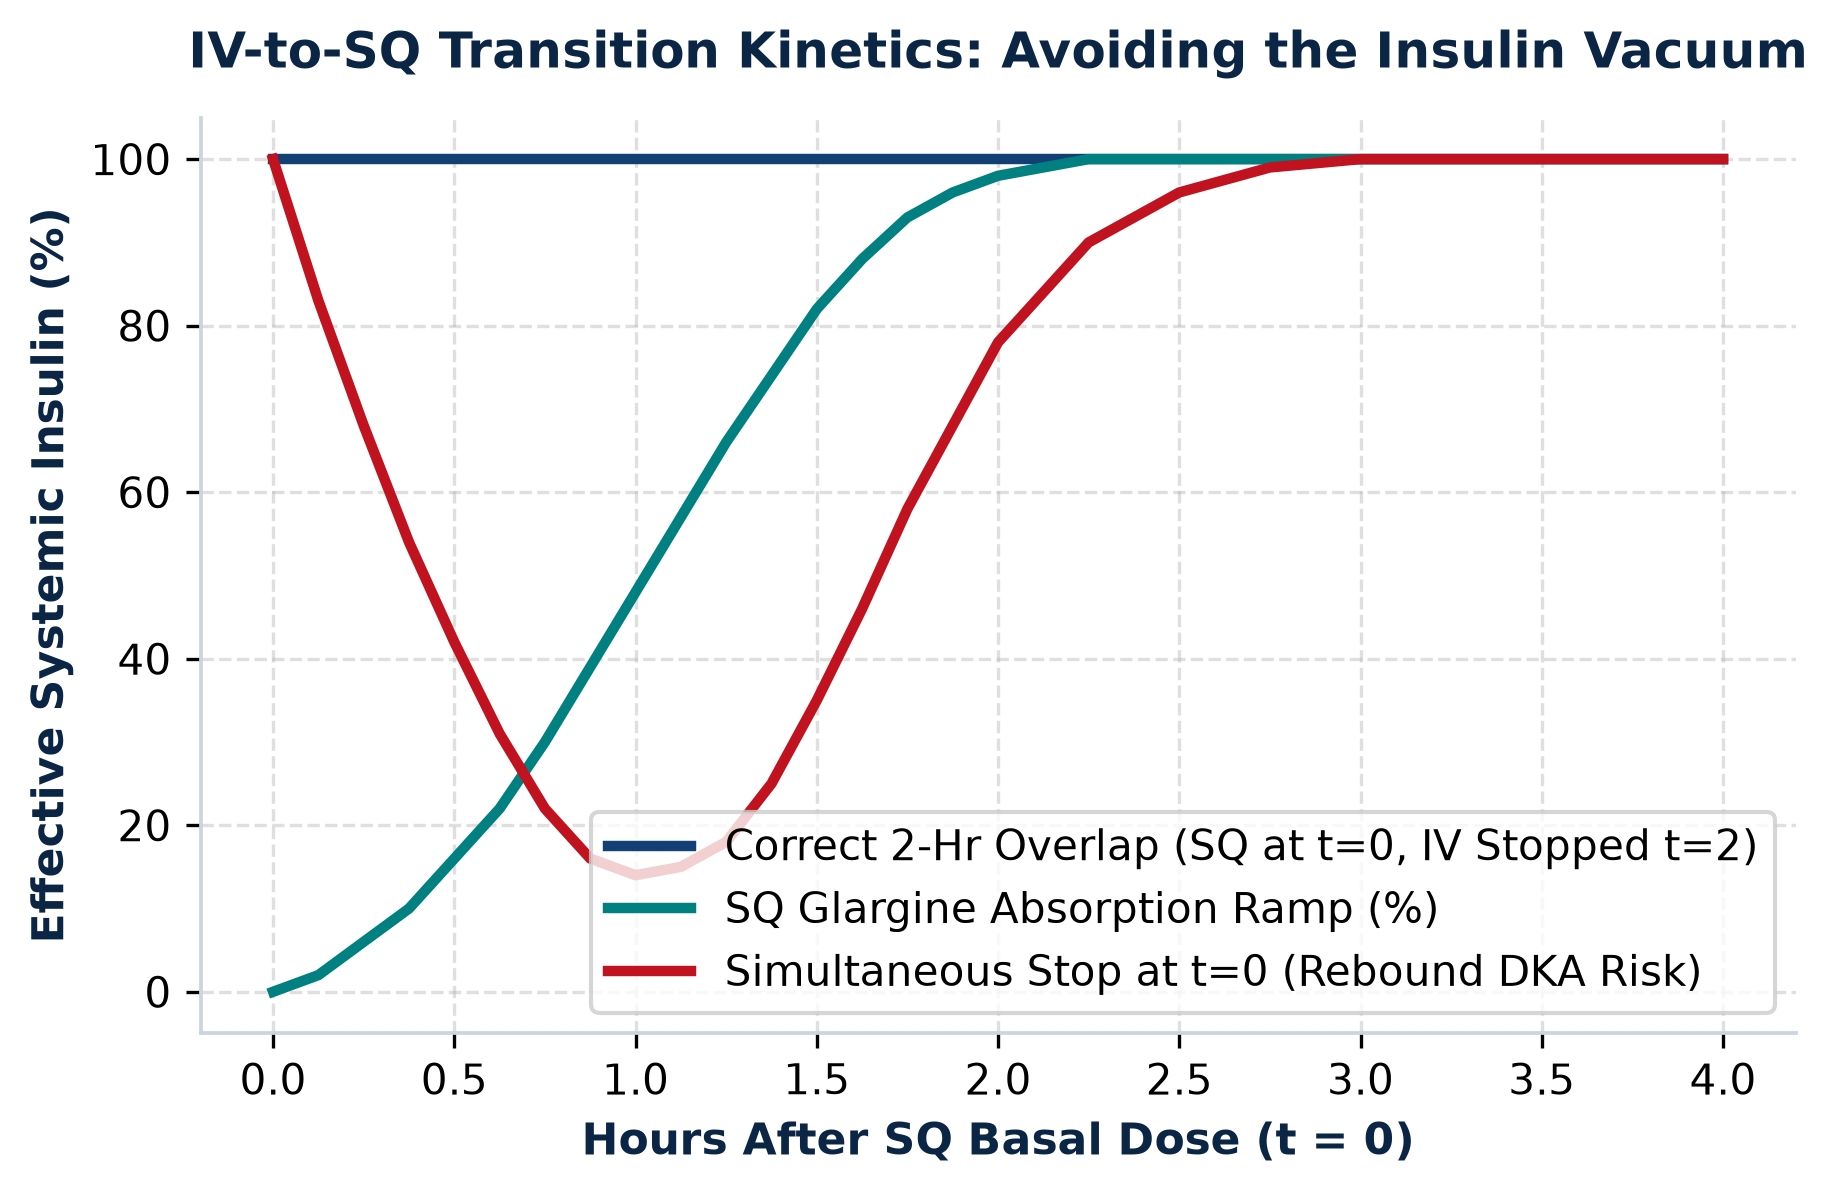 IV-to-SQ Transition Kinetics: Avoiding the Insulin Vacuum
Effective Systemic Insulin (%)
100
80
60
40
20
0
Correct 2-Hr Overlap (SQ at t=0, IV Stopped t=2)
SQ Glargine Absorption Ramp (%)
Simultaneous Stop at t=0 (Rebound DKA Risk)
0.0 0.5 1.0 1.5 2.0 2.5 3.0 3.5 4.0
Hours After SQ Basal Dose (t = 0)